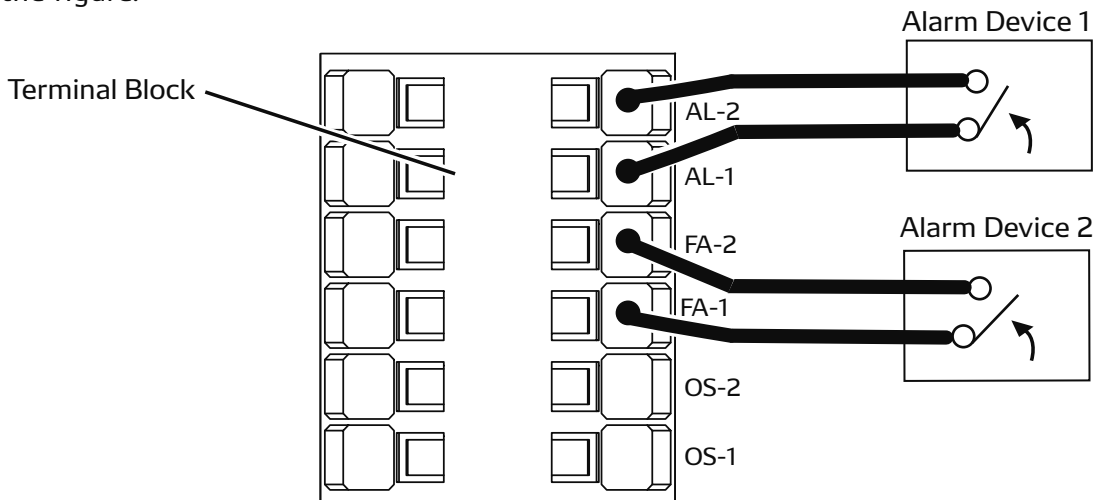 the figure.
Alarm Device 1
Terminal Block
AL-2
AL-1
Alarm Device 2
FA-2
FA-1
OS-2
OS-1